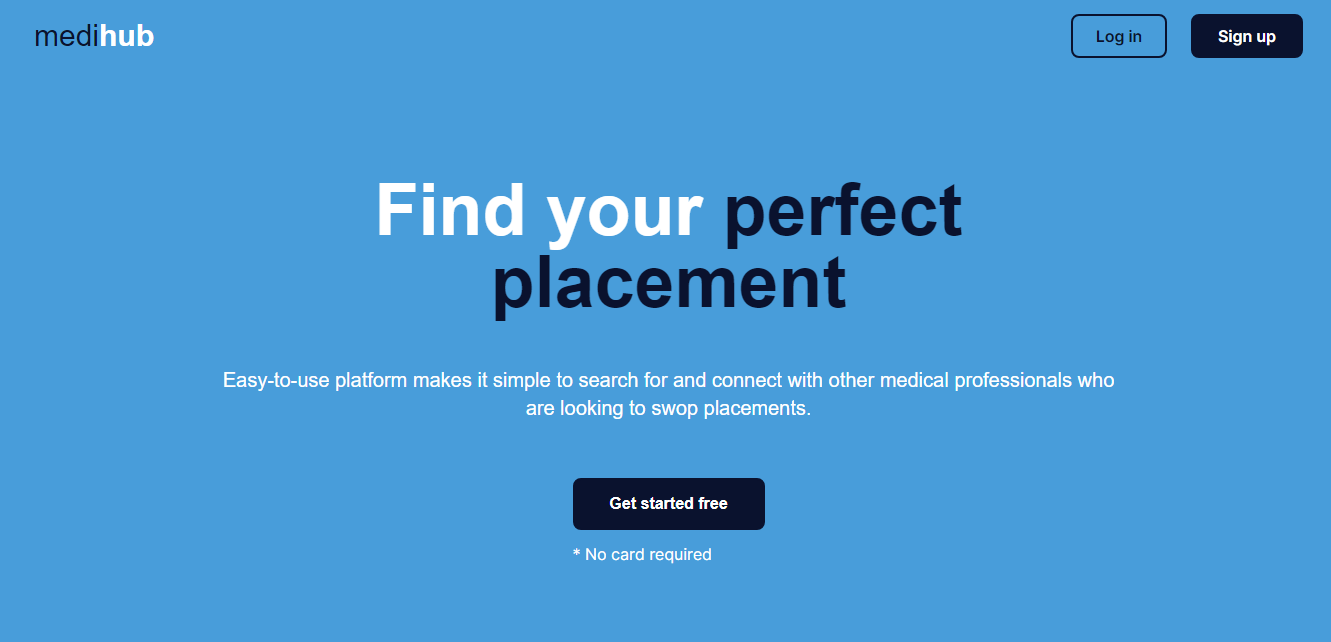 medihub
Log in
Sign up
Find your perfect
placement
Easy-to-use platform makes it simple to search for and connect with other medical professionals who
are looking to swop placements.
Get started free
* No card required